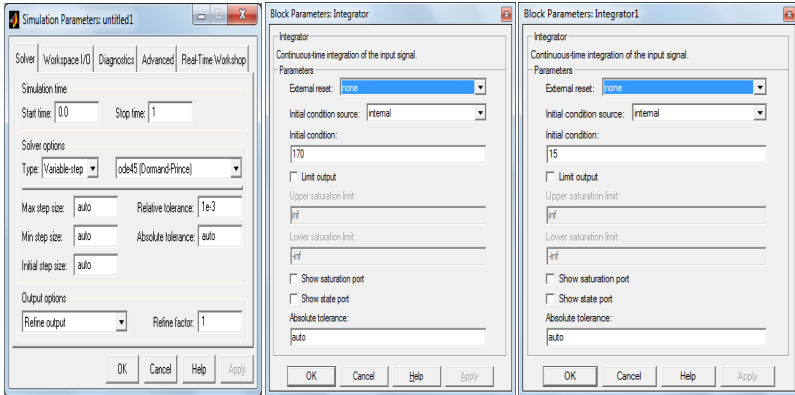 Simulation Parameters: untitled1
Solver Workspace I/O Diagnostics Advanced Real-Time Workshop
Simulation time
Start time: 0.0 Stop time: 1
Solver options
Type: Variable-step ode45 (Dormand-Prince)
Max step size: auto Relative tolerance: 1e-3
Min step size: auto Absolute tolerance: auto
Initial step size: auto
Output options
Refine output Refine factor: 1
OK Cancel Help Apply
Block Parameters: Integrator
Integrator
Continuous-time integration of the input signal.
Parameters
External reset: none
Initial condition source: internal
Initial condition:
170
Limit output
Upper saturation limit:
inf
Lower saturation limit:
-inf
Show saturation port
Show state port
Absolute tolerance:
auto
OK Cancel Help Apply
Block Parameters: Integrator1
Integrator
Continuous-time integration of the input signal.
Parameters
External reset: none
Initial condition source: internal
Initial condition:
15
Limit output
Upper saturation limit:
inf
Lower saturation limit:
-inf
Show saturation port
Show state port
Absolute tolerance:
auto
OK Cancel Help Apply